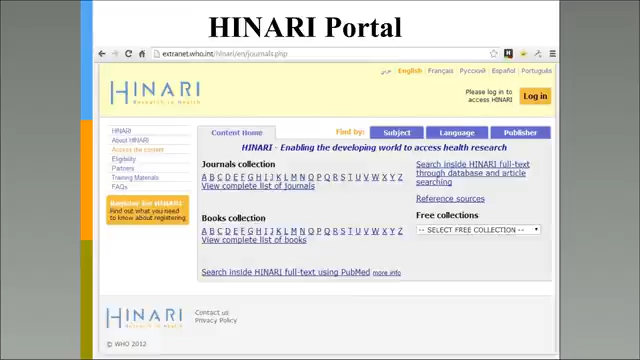 HINARI Portal
extranet.who.int/hinari/en/journals.php
عربي English Français Русский Español Português
HINARI
Research in Health
Please log in to
access HINARI
Log in
HINARI
About HINARI
Access the content
Eligibility
Partners
Training Materials
FAQs
Register for HINARI
Find out what you need
to know about registering
Content Home
Find by:
Subject
Language
Publisher
HINARI - Enabling the developing world to access health research
Journals collection
A B C D E F G H I J K L M N O P Q R S T U V W X Y Z
View complete list of journals
Books collection
A B C D E F G H I J K L M N O P Q R S T U V W X Y Z
View complete list of books
Search inside HINARI full-text using PubMed more info
Search inside HINARI full-text
through database and article
searching
Reference sources
Free collections
-- SELECT FREE COLLECTION --
HINARI
Research in Health
Contact us
Privacy Policy
© WHO 2012